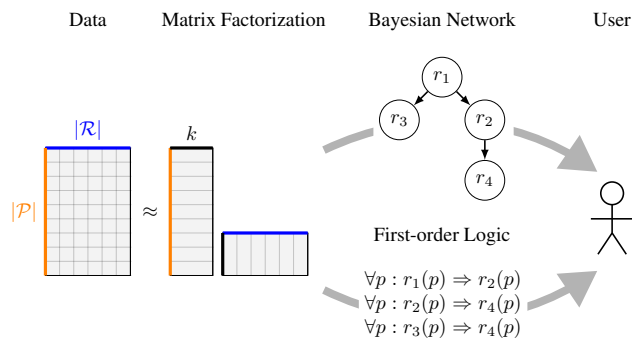 Data Matrix Factorization Bayesian Network User
r₁
r₃ r₂
r₄
|ℛ| k
|𝒫| ≈
First-order Logic
∀p : r₁(p) ⇒ r₂(p)
∀p : r₂(p) ⇒ r₄(p)
∀p : r₃(p) ⇒ r₄(p)